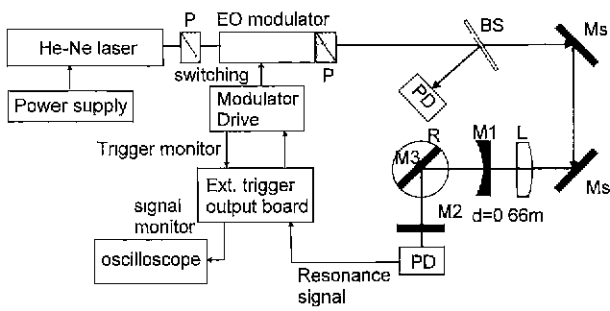 P EO modulator
BS
Ms
He-Ne laser
P
switching
PD
Power supply
Modulator
Drive
Trigger monitor
R
M1
L
M3
Ms
Ext. trigger
output board
signal
monitor
M2
d=0 66m
oscilloscope
PD
Resonance
signal